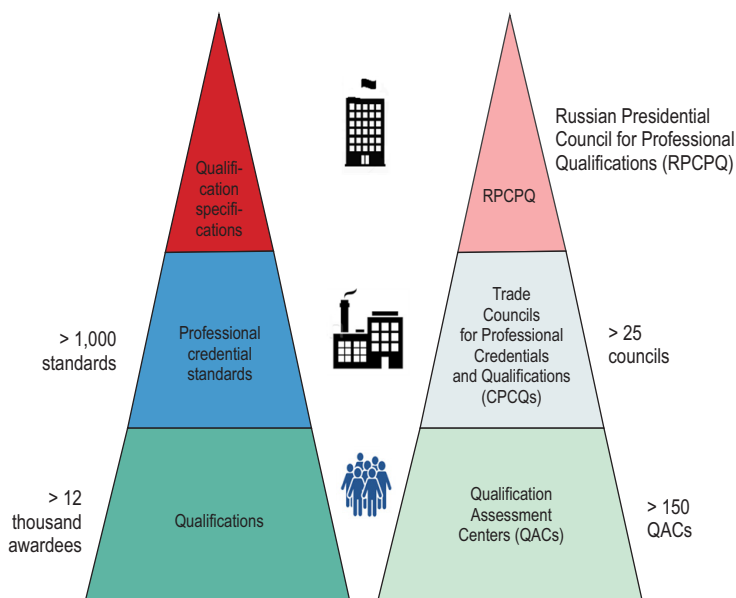 Qualifi-
cation
specifi-
cations
> 1,000
standards
Professional
credential
standards
> 12
thousand
awardees
Qualifications
Russian Presidential
Council for Professional
Qualifications (RPCPQ)
RPCPQ
Trade
Councils
for Professional
Credentials
and Qualifications
(CPCQs)
> 25
councils
Qualification
Assessment
Centers (QACs)
> 150
QACs